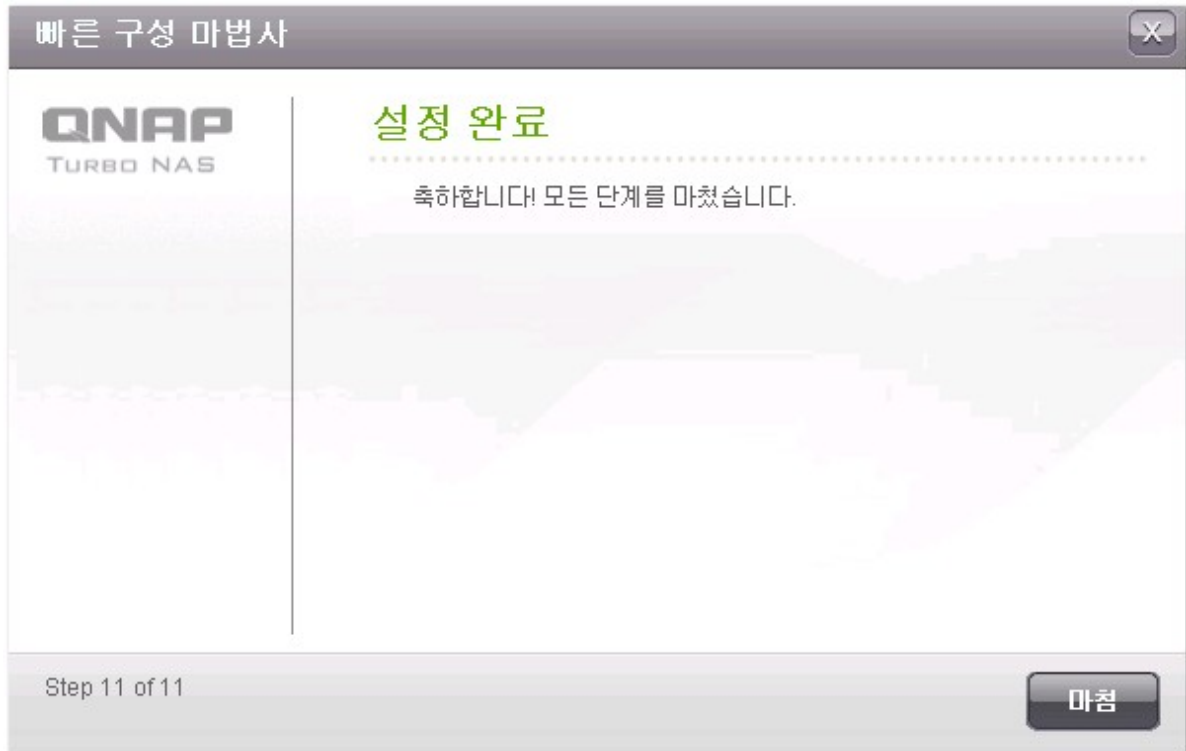 빠른 구성 마법사
X
QNAP
TURBO NAS
설정 완료
축하합니다! 모든 단계를 마쳤습니다.
Step 11 of 11
마침